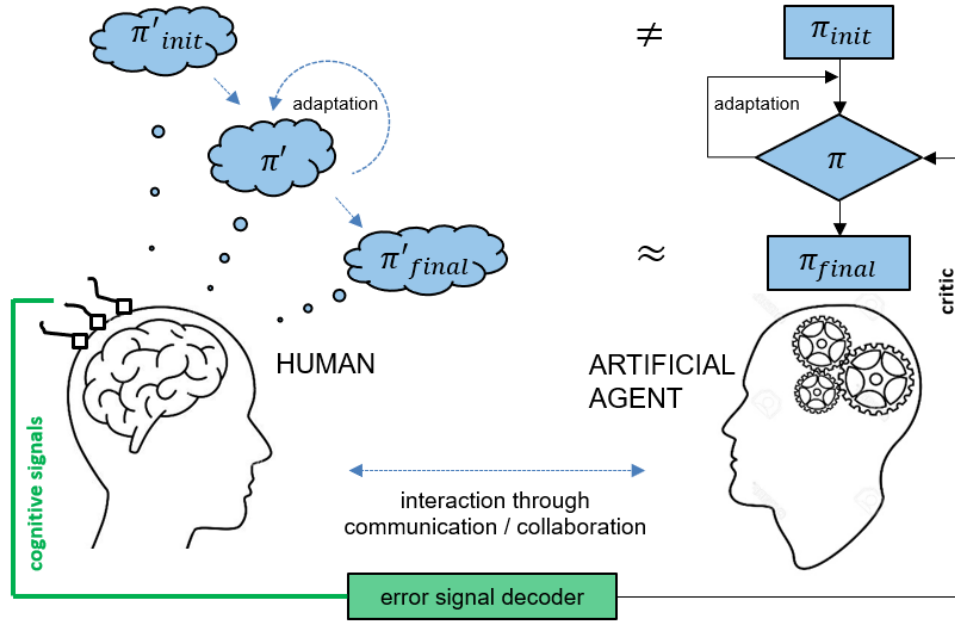 π′init
≠
πinit
adaptation
adaptation
π′
π
π′final
≈
πfinal
critic
HUMAN
ARTIFICIAL
AGENT
cognitive signals
interaction through
communication / collaboration
error signal decoder